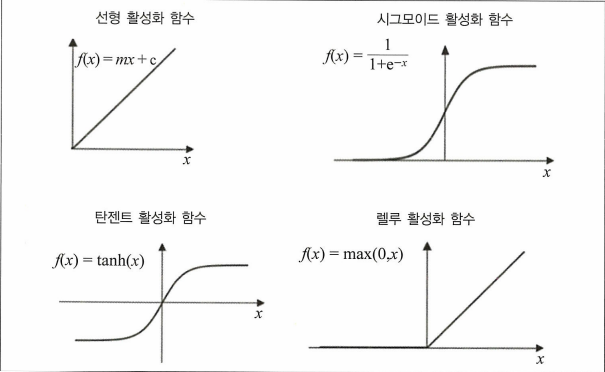 선형 활성화 함수
f(x) = mx + c
x
시그모이드 활성화 함수
f(x) = 1/(1+e^-x)
x
탄젠트 활성화 함수
f(x) = tanh(x)
x
렐루 활성화 함수
f(x) = max(0,x)
x